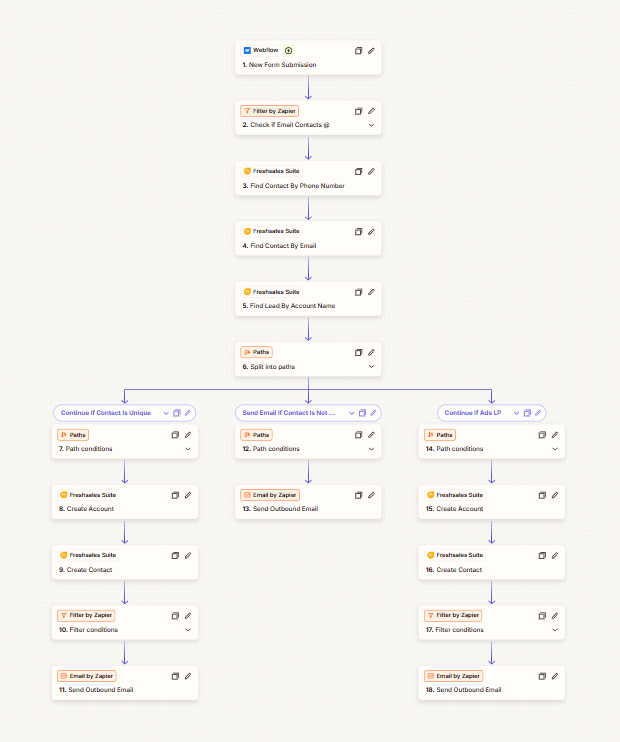 Webflow
1. New Form Submission
Filter by Zapier
2. Check if Email Contacts @
Freshsales Suite
3. Find Contact By Phone Number
Freshsales Suite
4. Find Contact By Email
Freshsales Suite
5. Find Lead By Account Name
Paths
6. Split into paths
Continue If Contact Is Unique
Paths
7. Path conditions
Freshsales Suite
8. Create Account
Freshsales Suite
9. Create Contact
Filter by Zapier
10. Filter conditions
Email by Zapier
11. Send Outbound Email
Send Email If Contact Is Not ...
Paths
12. Path conditions
Email by Zapier
13. Send Outbound Email
Continue If Ads LP
Paths
14. Path conditions
Freshsales Suite
15. Create Account
Freshsales Suite
16. Create Contact
Filter by Zapier
17. Filter conditions
Email by Zapier
18. Send Outbound Email